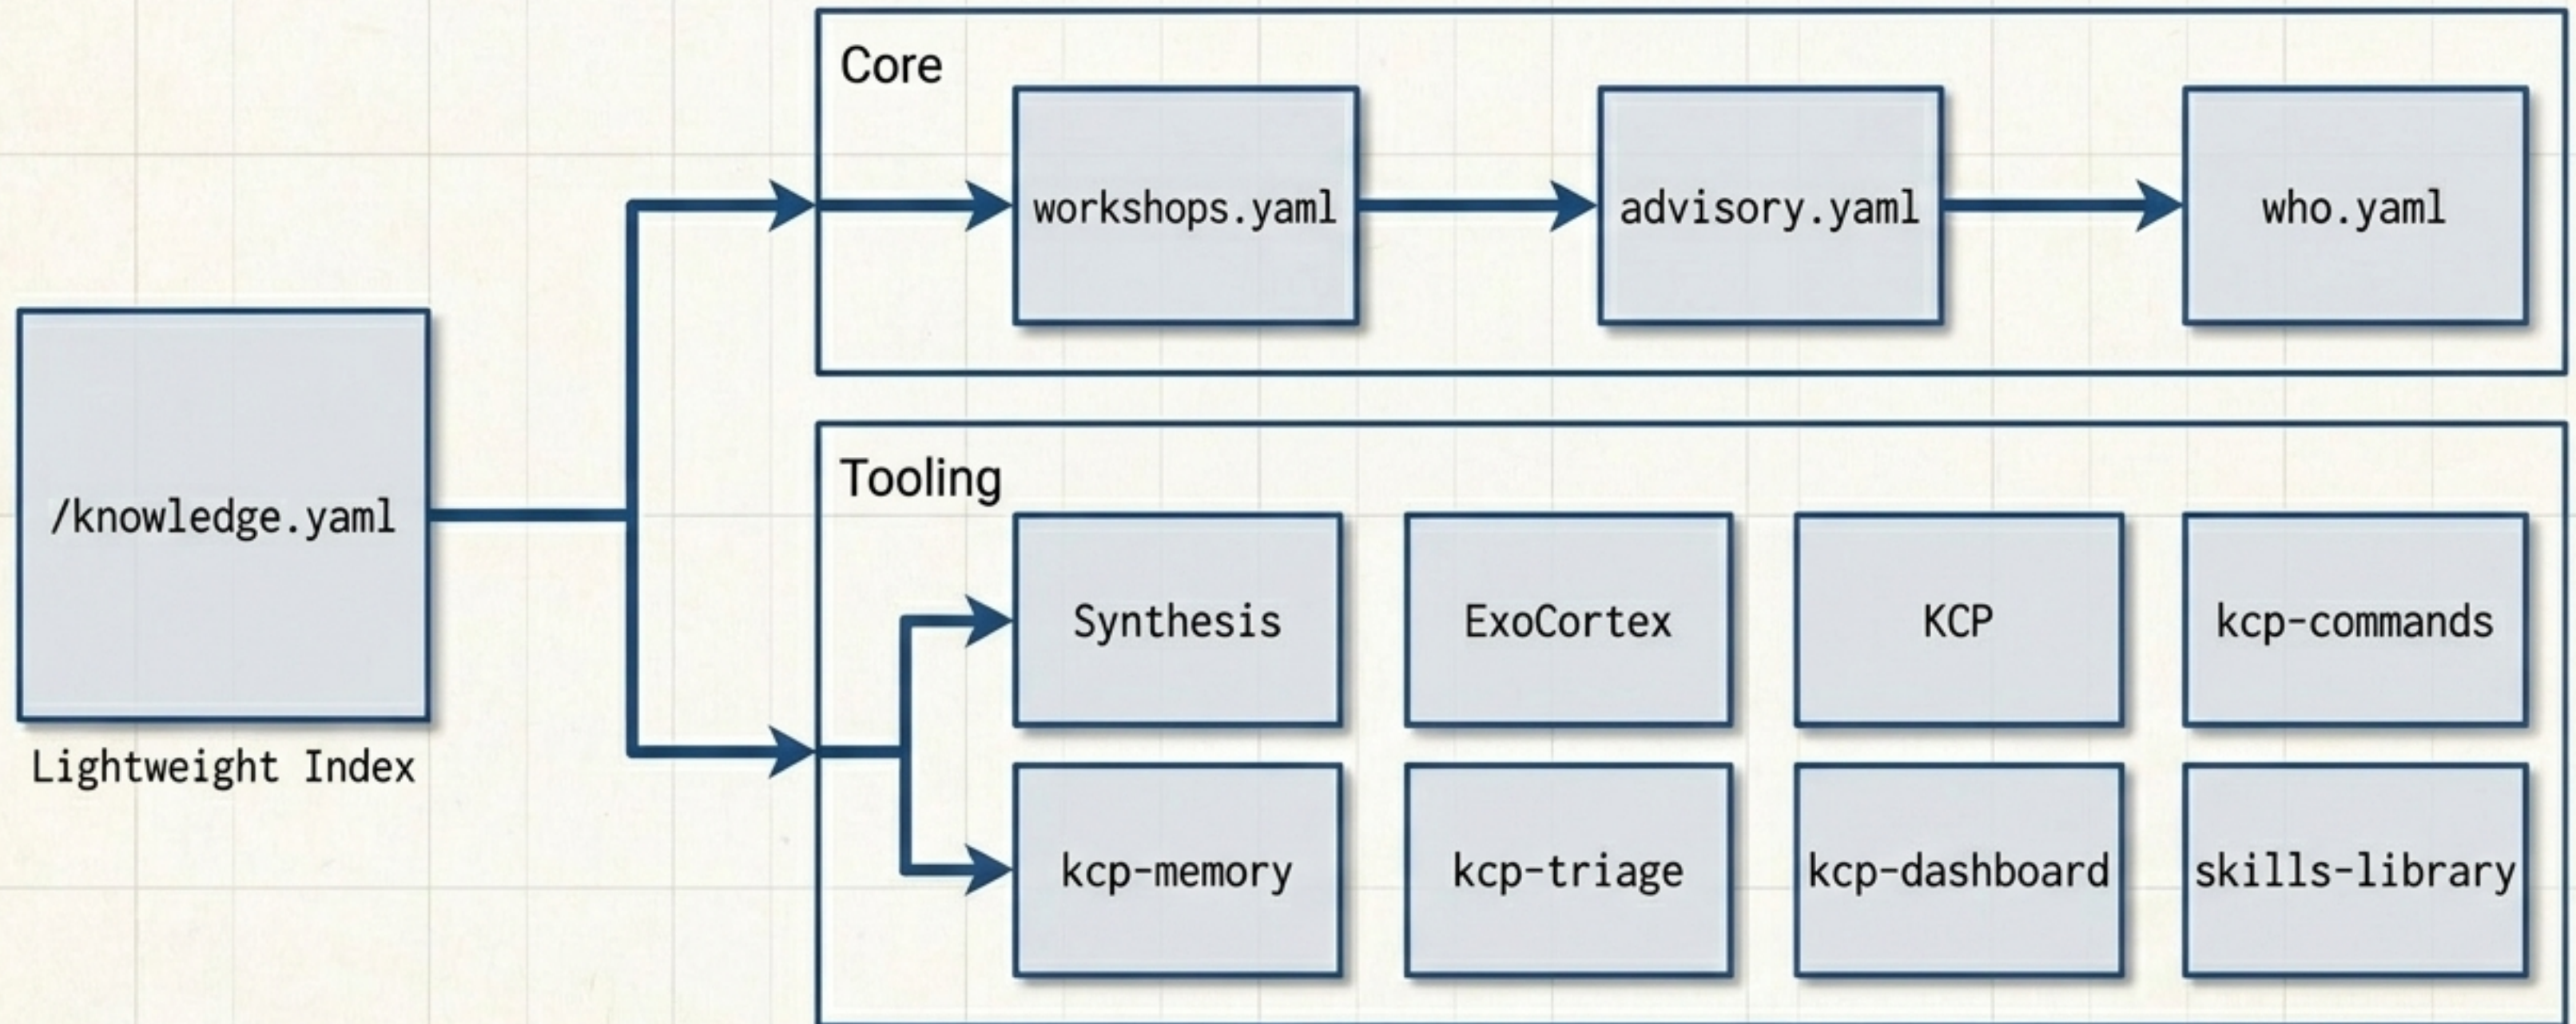 Core
workshops.yaml
advisory.yaml
who.yaml
/knowledge.yaml
Lightweight Index
Tooling
Synthesis
ExoCortex
KCP
kcp-commands
kcp-memory
kcp-triage
kcp-dashboard
skills-library